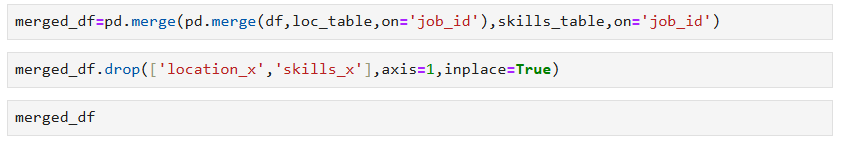 merged_df=pd.merge(pd.merge(df,loc_table,on='job_id'),skills_table,on='job_id')
merged_df.drop(['location_x','skills_x'],axis=1,inplace=True)
merged_df